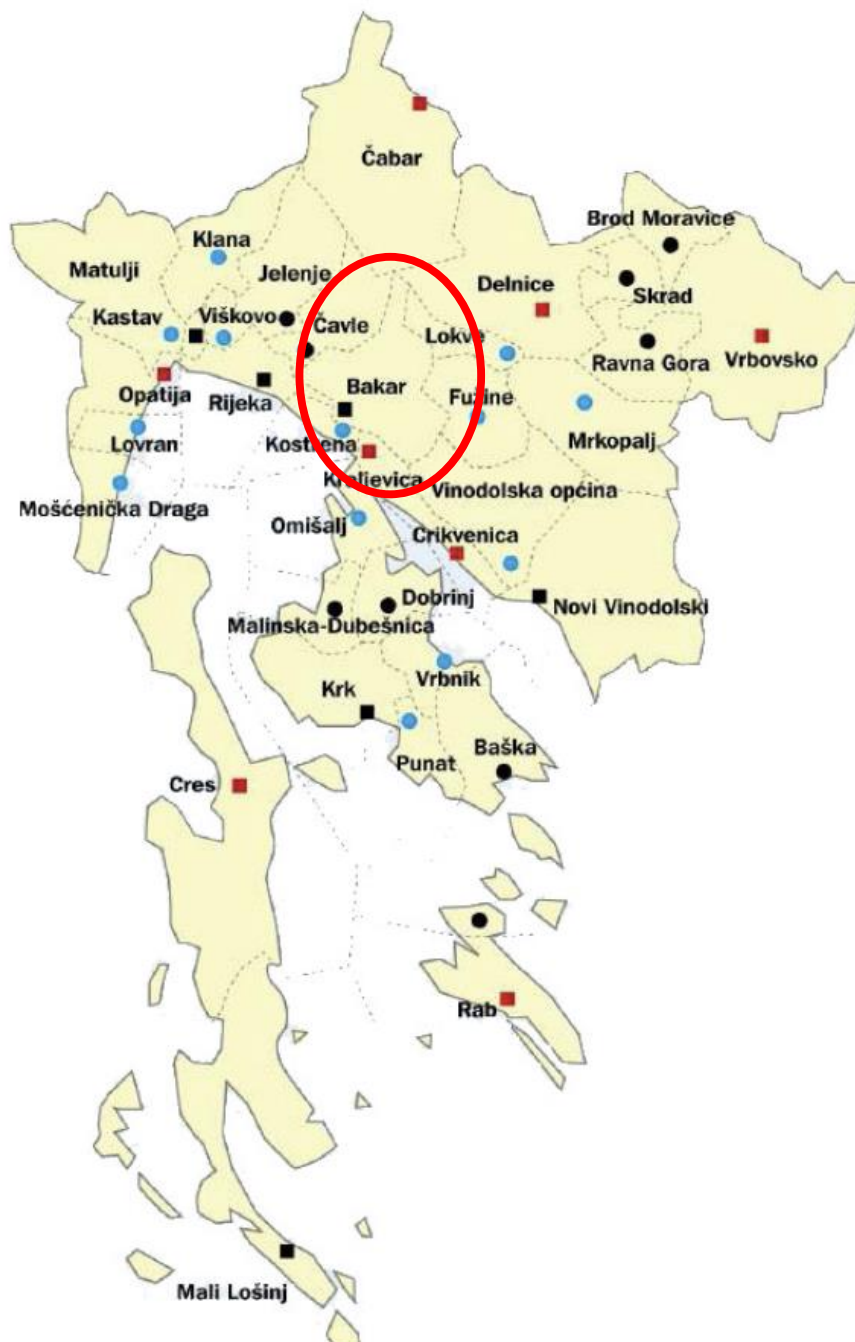 Čabar
Brod Moravice
Klana
Matulji
Jelenje
Delnice
Skrad
Kastav
Viškovo
Čavle
Lokve
Ravna Gora
Vrbovsko
Opatija
Rijeka
Bakar
Fužine
Lovran
Kostrena
Mrkopalj
Kraljevica
Vinodolska općina
Mošćenička Draga
Omišalj
Crikvenica
Dobrinj
Novi Vinodolski
Malinska-Dubešnica
Vrbnik
Krk
Baška
Punat
Cres
Rab
Mali Lošinj